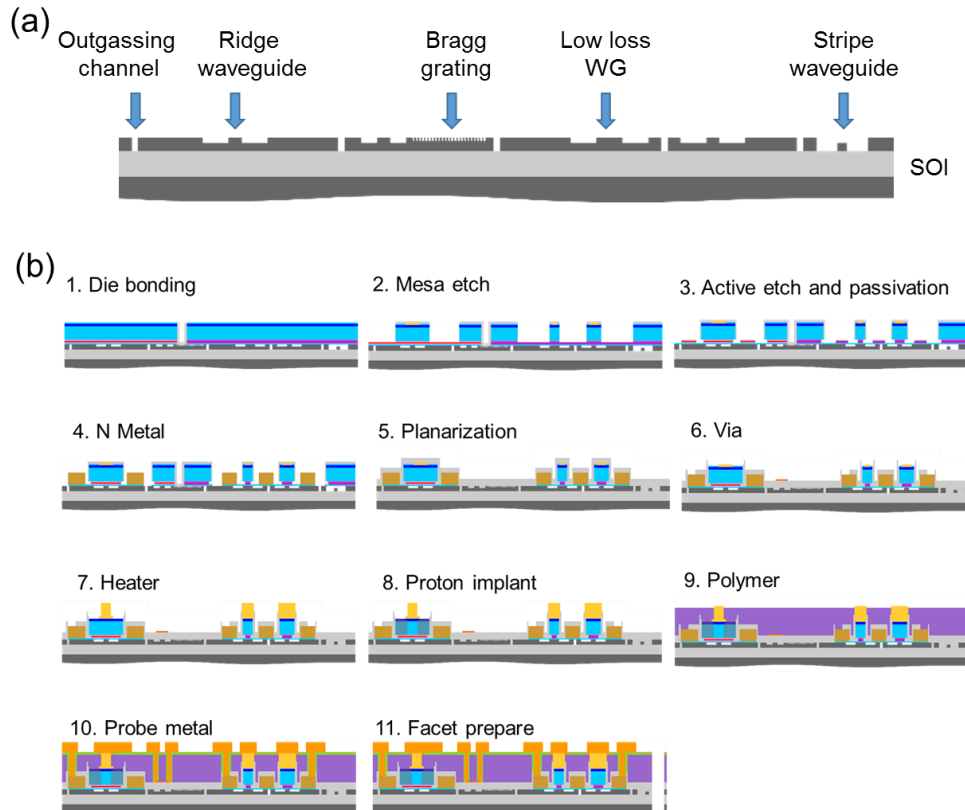 (a)
Outgassing
channel
Ridge
waveguide
Bragg
grating
Low loss
WG
Stripe
waveguide
SOI
(b)
1. Die bonding
2. Mesa etch
3. Active etch and passivation
4. N Metal
5. Planarization
6. Via
7. Heater
8. Proton implant
9. Polymer
10. Probe metal
11. Facet prepare